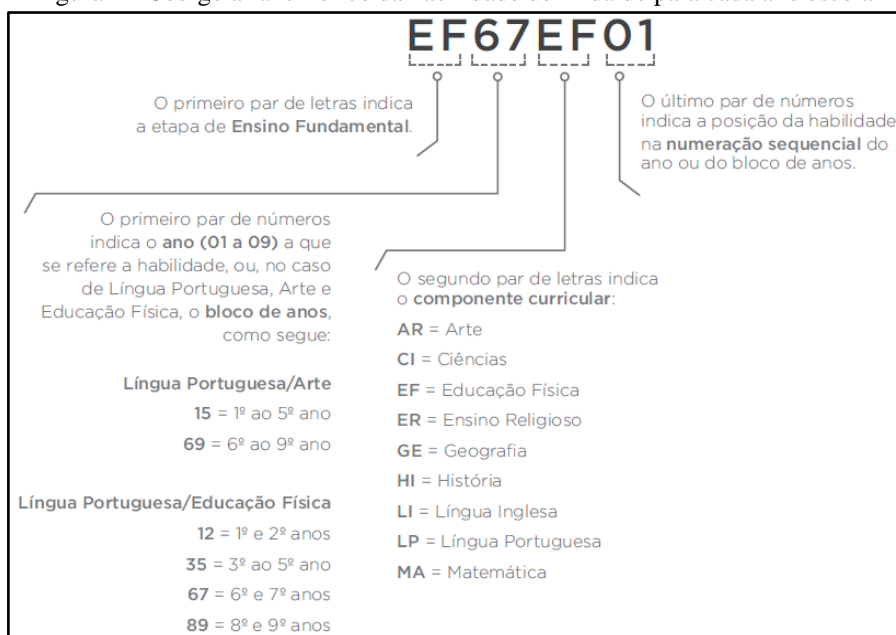 EF67EF01
O primeiro par de letras indica
a etapa de Ensino Fundamental.
O último par de números
indica a posição da habilidade
na numeração sequencial do
ano ou do bloco de anos.
O primeiro par de números
indica o ano (01 a 09) a que
se refere a habilidade, ou, no caso
de Língua Portuguesa, Arte e
Educação Física, o bloco de anos,
como segue:
Língua Portuguesa/Arte
15 = 1º ao 5º ano
69 = 6º ao 9º ano
Língua Portuguesa/Educação Física
12 = 1º e 2º anos
35 = 3º ao 5º ano
67 = 6º e 7º anos
89 = 8º e 9º anos
O segundo par de letras indica
o componente curricular:
AR = Arte
CI = Ciências
EF = Educação Física
ER = Ensino Religioso
GE = Geografia
HI = História
LI = Língua Inglesa
LP = Língua Portuguesa
MA = Matemática